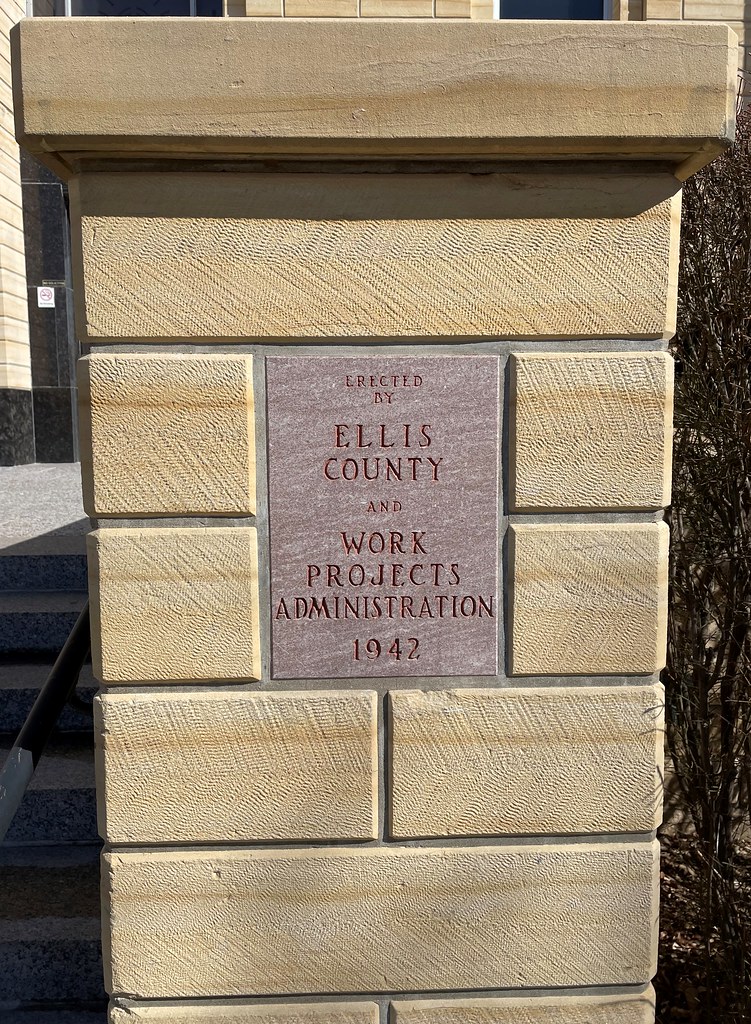 ERECTED
BY
ELLIS
COUNTY
AND
WORK
PROJECTS
ADMINISTRATION
1942